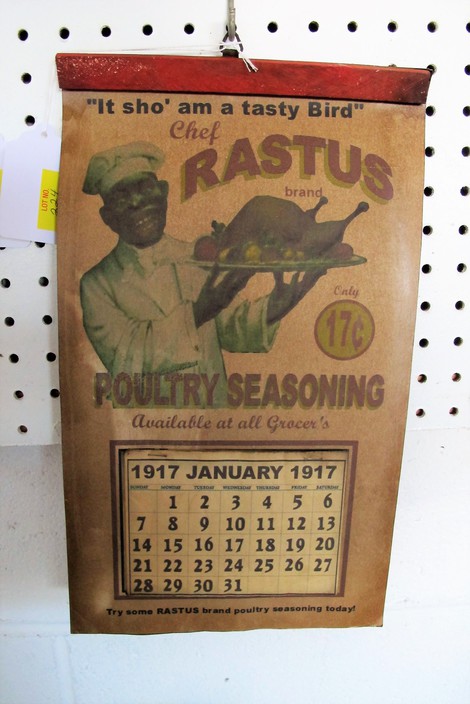 "It sho' am a tasty Bird"
Chef
RASTUS
brand
Only
17¢
POULTRY SEASONING
Available at all Grocer's
LOT NO.
224
1917 JANUARY 1917
SUNDAY MONDAY TUESDAY WEDNESDAY THURSDAY FRIDAY SATURDAY
1 2 3 4 5 6
7 8 9 10 11 12 13
14 15 16 17 18 19 20
21 22 23 24 25 26 27
28 29 30 31
Try some RASTUS brand poultry seasoning today!